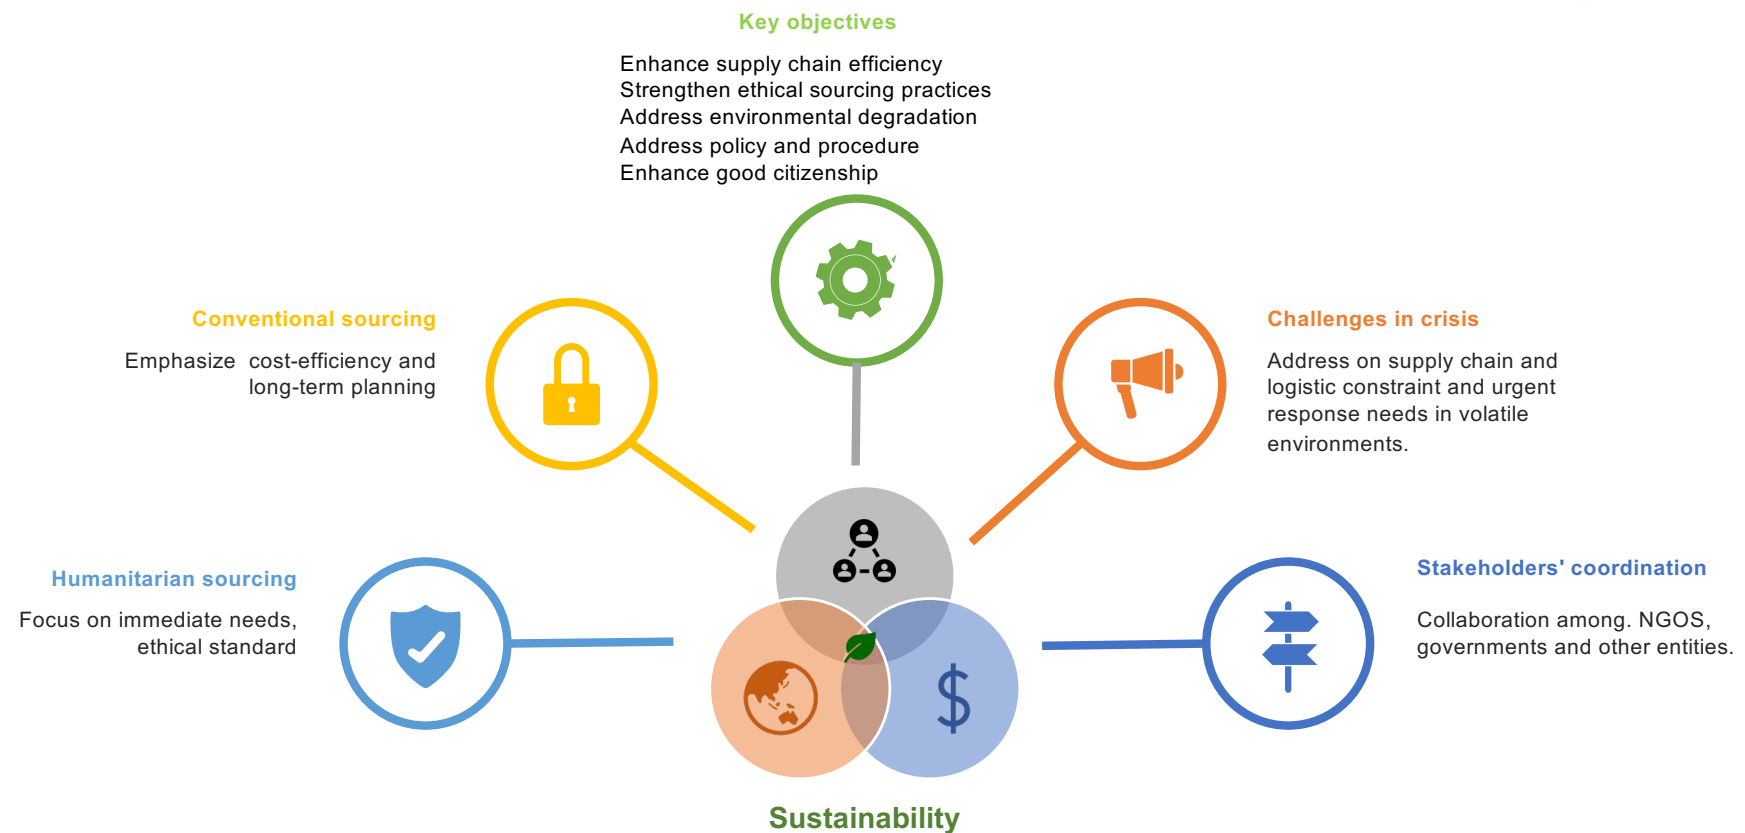 Key objectives
Enhance supply chain efficiency
Strengthen ethical sourcing practices
Address environmental degradation
Address policy and procedure
Enhance good citizenship
Conventional sourcing
Emphasize  cost-efficiency and
long-term planning
Challenges in crisis
Address on supply chain and
logistic constraint and urgent
response needs in volatile
environments.
Humanitarian sourcing
Focus on immediate needs,
ethical standard
Stakeholders' coordination
Collaboration among. NGOS,
governments and other entities.
$
Sustainability